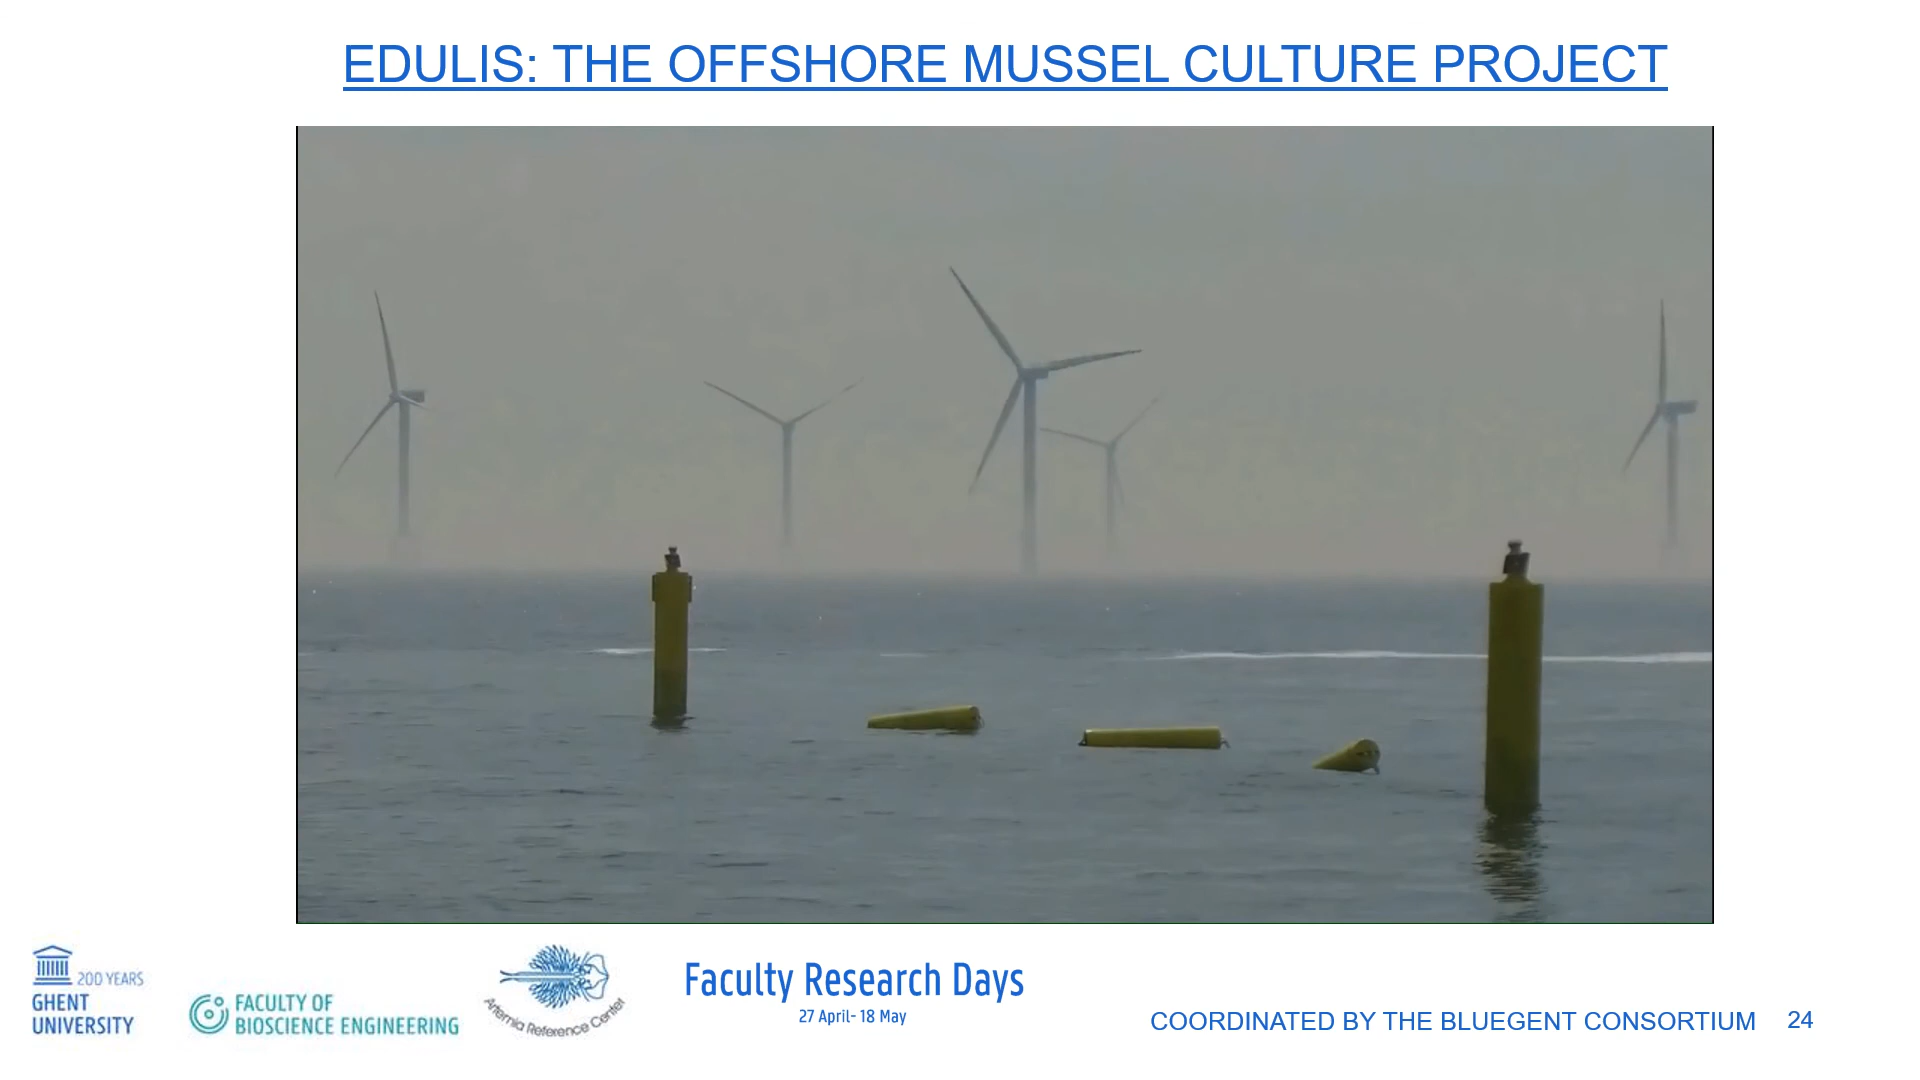 EDULIS: THE OFFSHORE MUSSEL CULTURE PROJECT
200 YEARS
GHENT
UNIVERSITY
FACULTY OF
BIOSCIENCE ENGINEERING
Artemia Reference Center
Faculty Research Days
27 April- 18 May
COORDINATED BY THE BLUEGENT CONSORTIUM
24